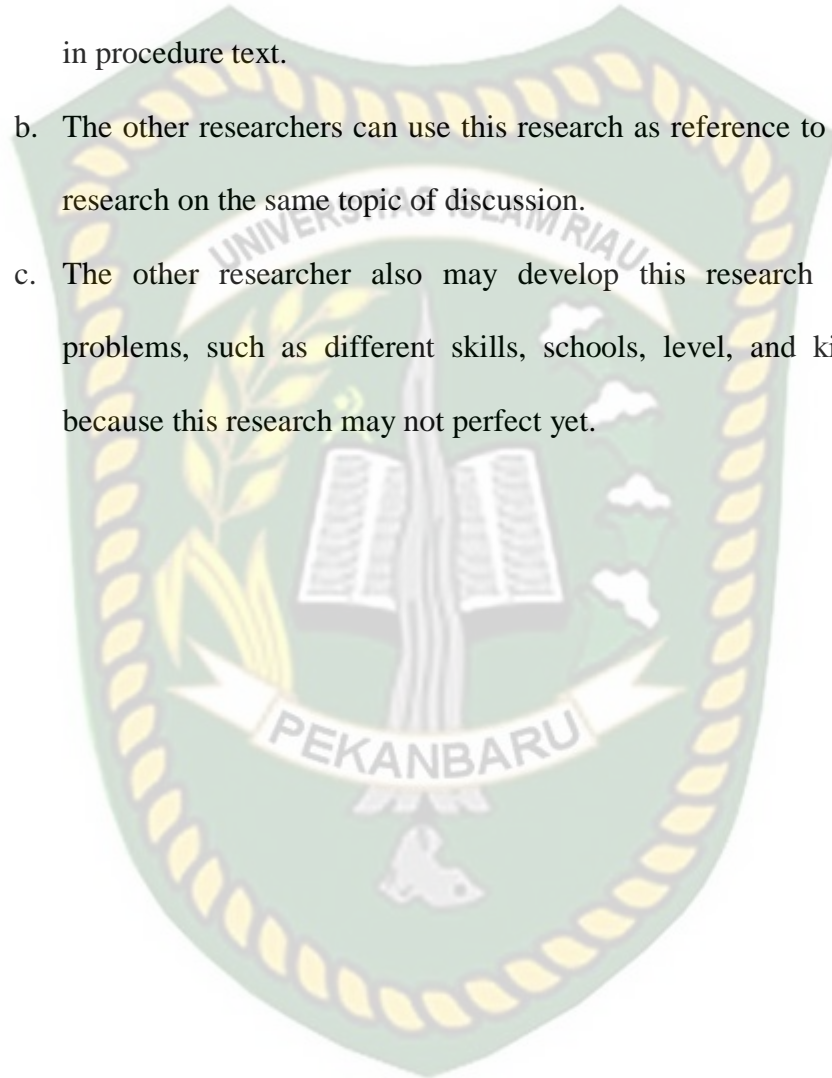 in procedure text.
b. The other researchers can use this research as reference to
research on the same topic of discussion.
UNIVERSITAS ISLAM RIAU
c. The other researcher also may develop this research
problems, such as different skills, schools, level, and ki
because this research may not perfect yet.
PEKANBARU